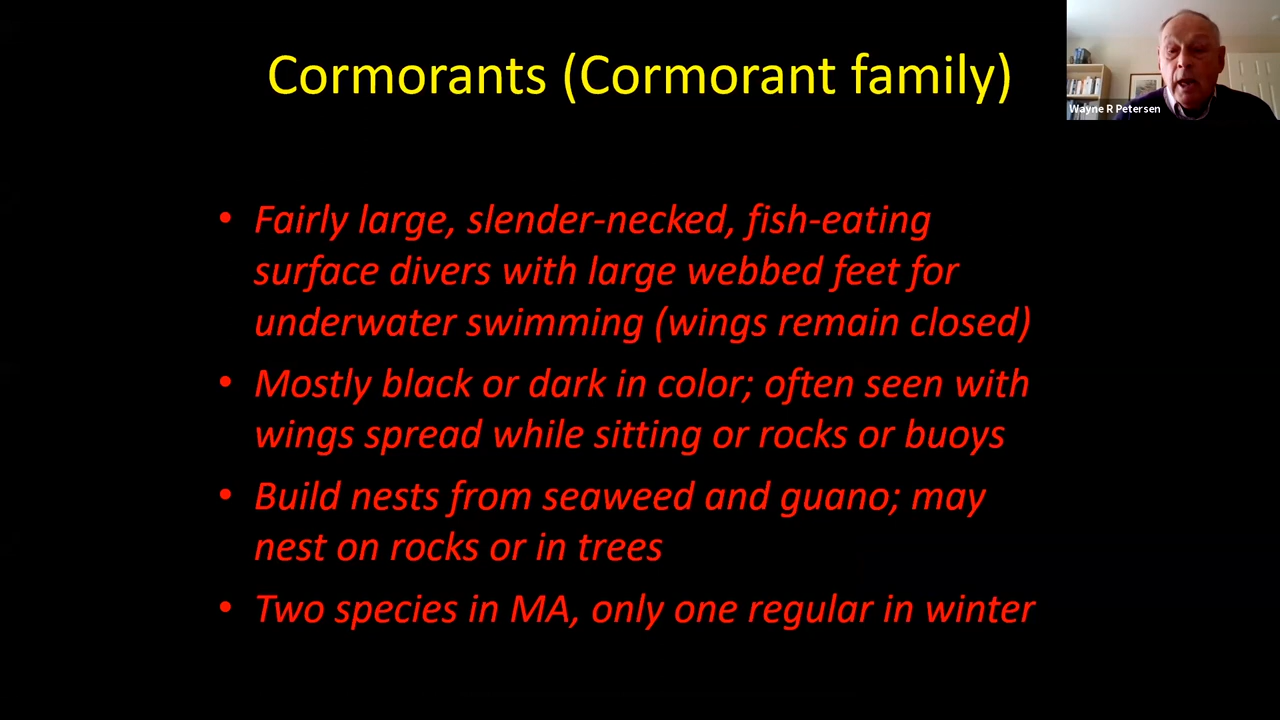 Cormorants (Cormorant family)
Wayne R Petersen
• Fairly large, slender-necked, fish-eating
surface divers with large webbed feet for
underwater swimming (wings remain closed)
• Mostly black or dark in color; often seen with
wings spread while sitting or rocks or buoys
• Build nests from seaweed and guano; may
nest on rocks or in trees
• Two species in MA, only one regular in winter